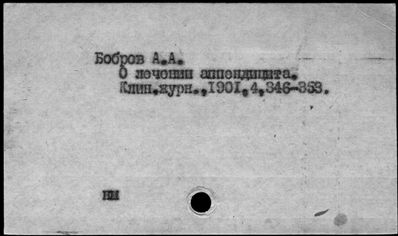 Бобров А.А.
О лечении аппендицита.
Клин.журн.,1901,4,346-353.